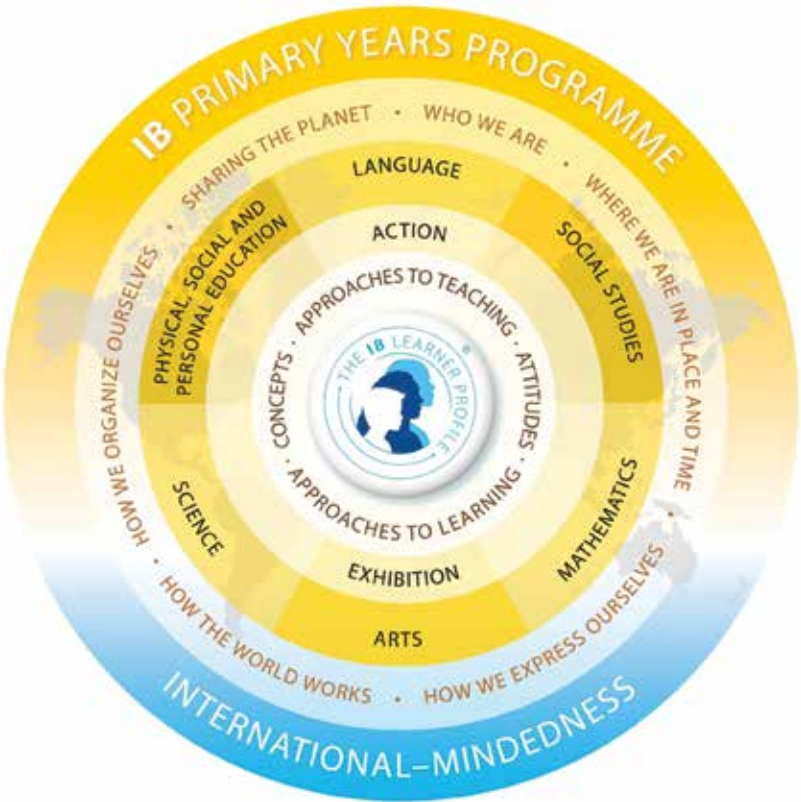 IB PRIMARY YEARS PROGRAMME
SHARING THE PLANET • WHO WE ARE • WHERE WE ARE IN PLACE AND TIME • HOW WE EXPRESS OURSELVES • HOW THE WORLD WORKS • HOW WE ORGANIZE OURSELVES •
LANGUAGE
SOCIAL STUDIES
MATHEMATICS
ARTS
SCIENCE
PHYSICAL, SOCIAL AND
PERSONAL EDUCATION
ACTION
EXHIBITION
APPROACHES TO TEACHING • ATTITUDES • APPROACHES TO LEARNING • CONCEPTS •
THE IB LEARNER PROFILE ®
INTERNATIONAL–MINDEDNESS